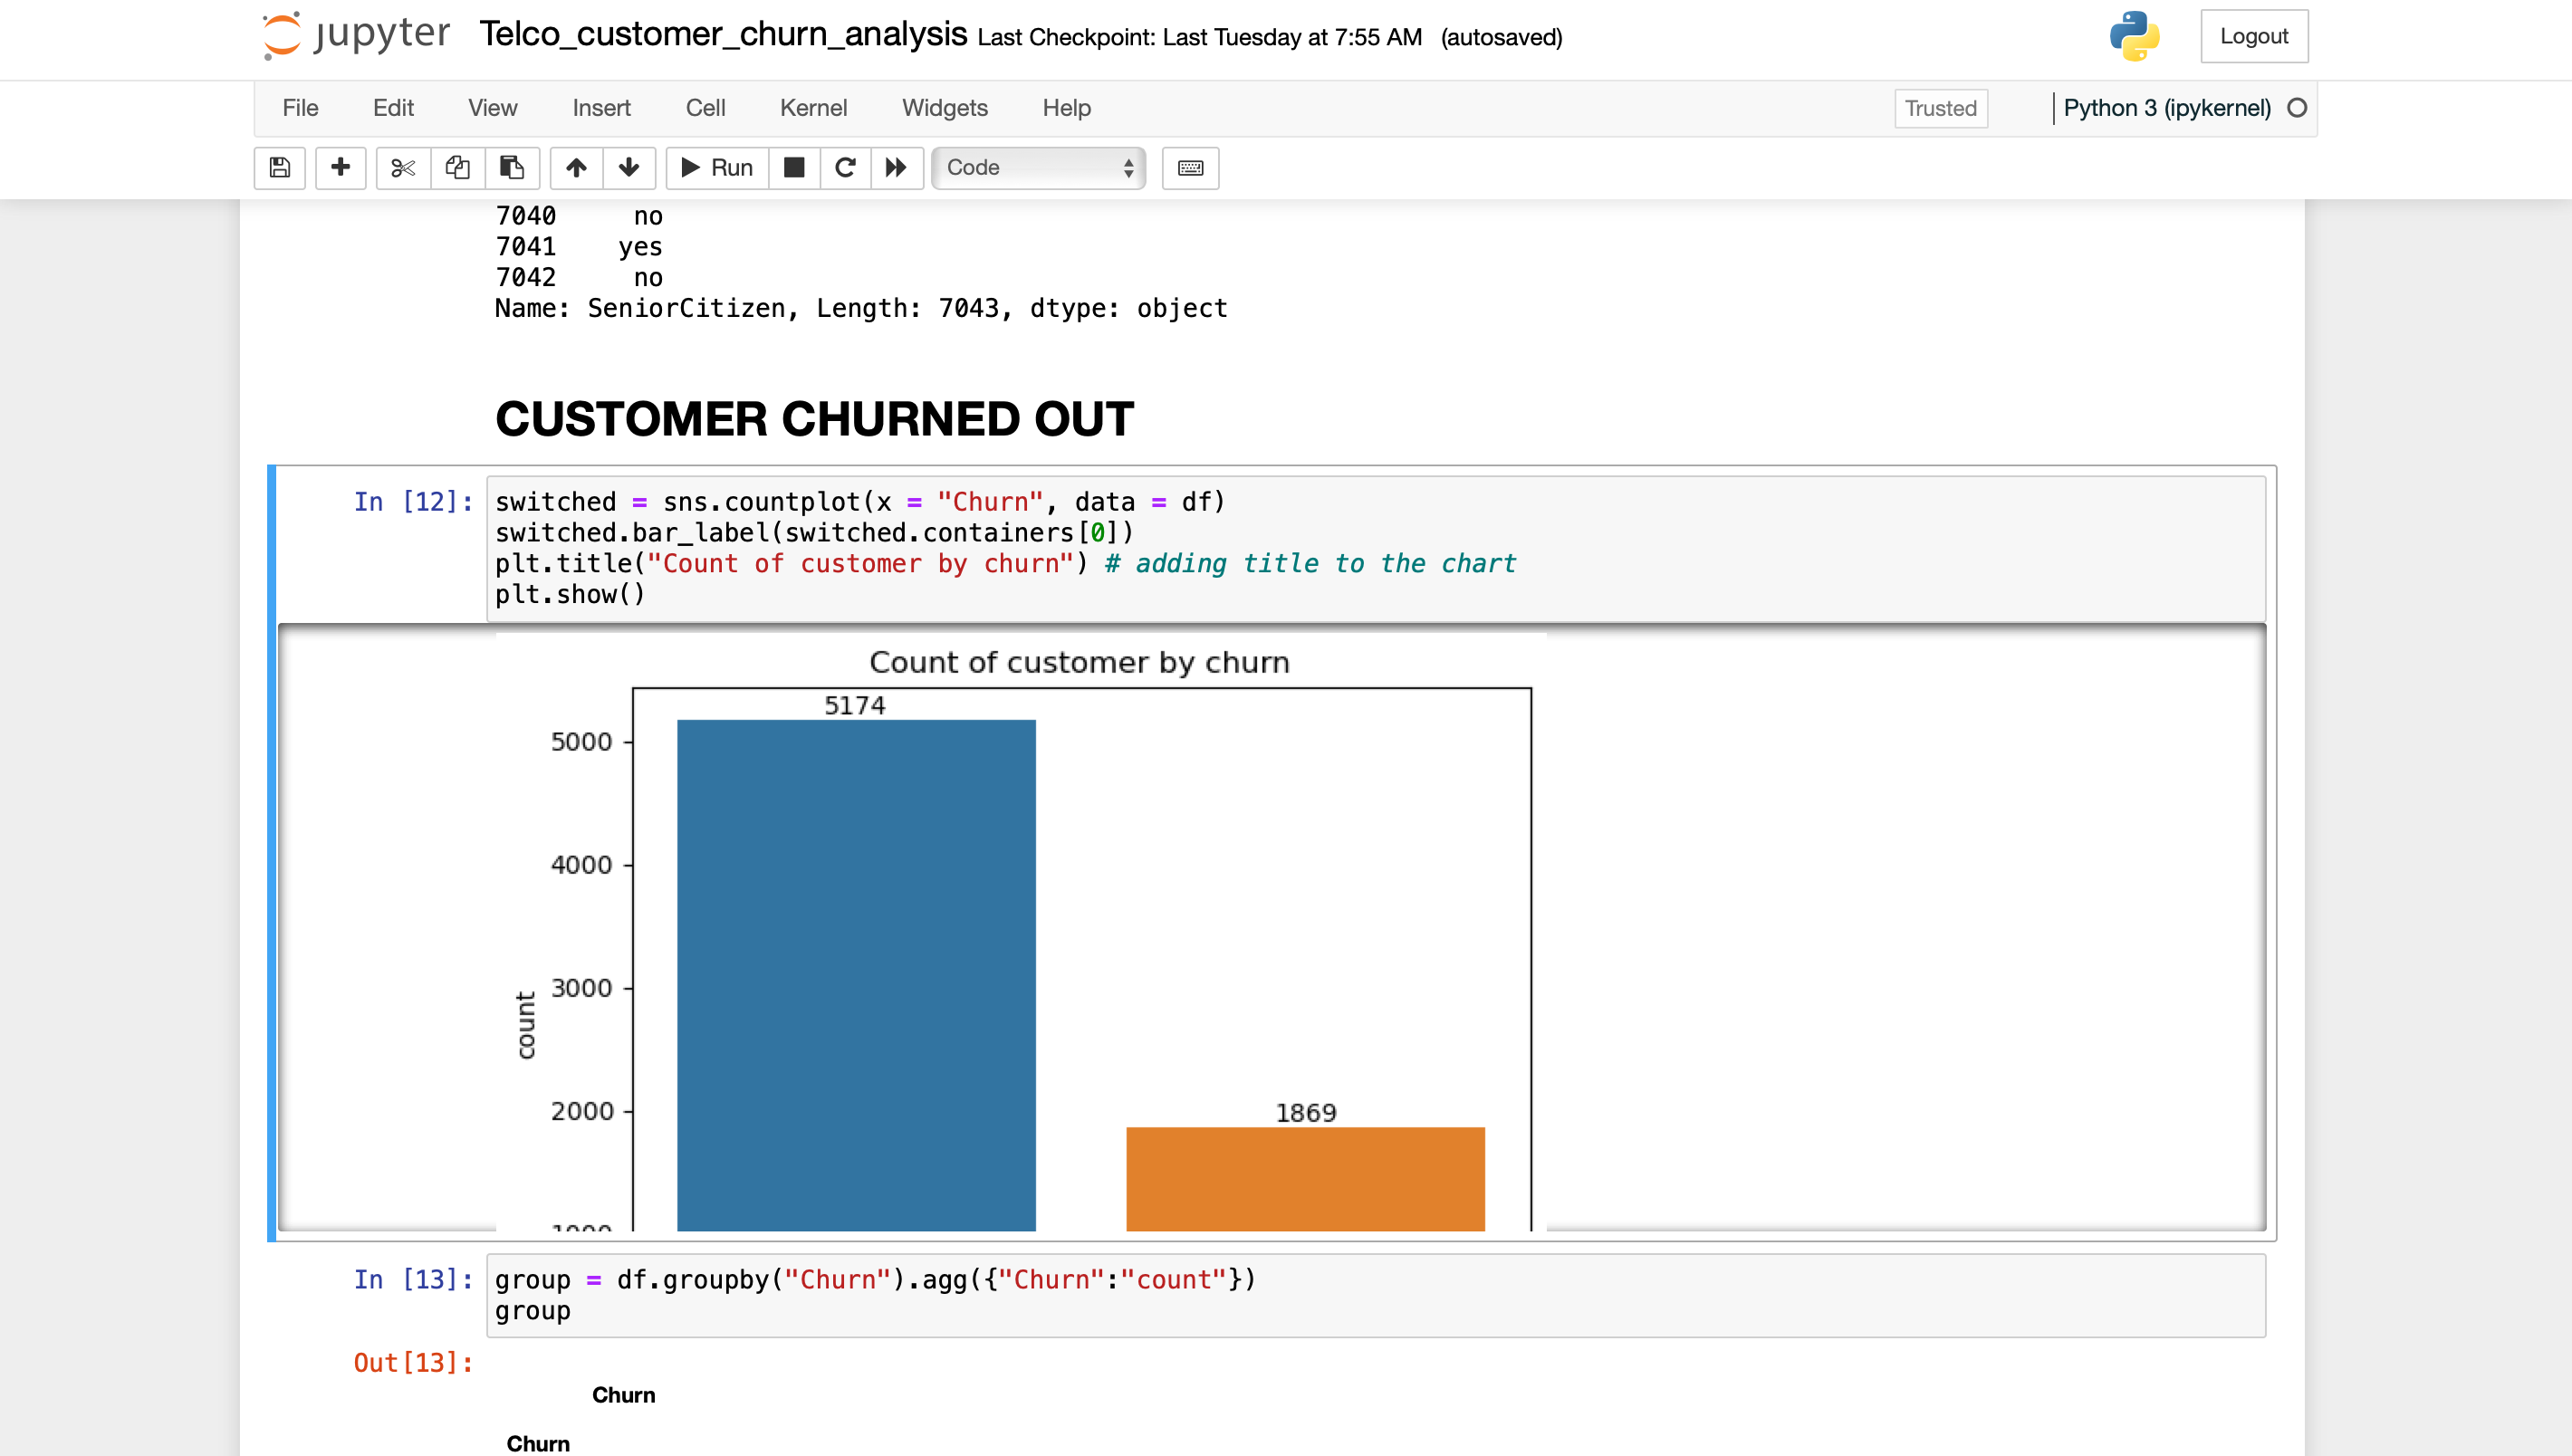 jupyter Telco_customer_churn_analysis Last Checkpoint: Last Tuesday at 7:55 AM (autosaved) Logout
File Edit View Insert Cell Kernel Widgets Help Trusted Python 3 (ipykernel)
Run Code
7040 no
7041 yes
7042 no
Name: SeniorCitizen, Length: 7043, dtype: object
CUSTOMER CHURNED OUT
In [12]: switched = sns.countplot(x = "Churn", data = df)
switched.bar_label(switched.containers[0])
plt.title("Count of customer by churn") # adding title to the chart
plt.show()
Count of customer by churn
5174
5000
4000
3000
count
2000
1869
1000
In [13]: group = df.groupby("Churn").agg({"Churn":"count"})
group
Out[13]:
Churn
Churn